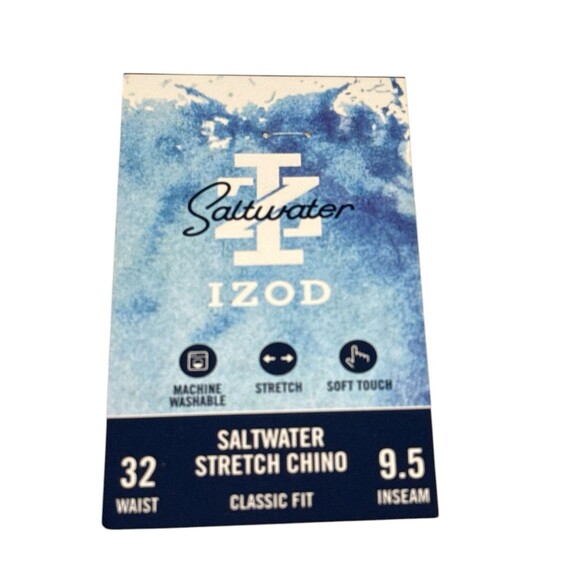 Saltwater
IZOD
MACHINE WASHABLE
STRETCH
SOFT TOUCH
SALTWATER
STRETCH CHINO
CLASSIC FIT
32
WAIST
9.5
INSEAM